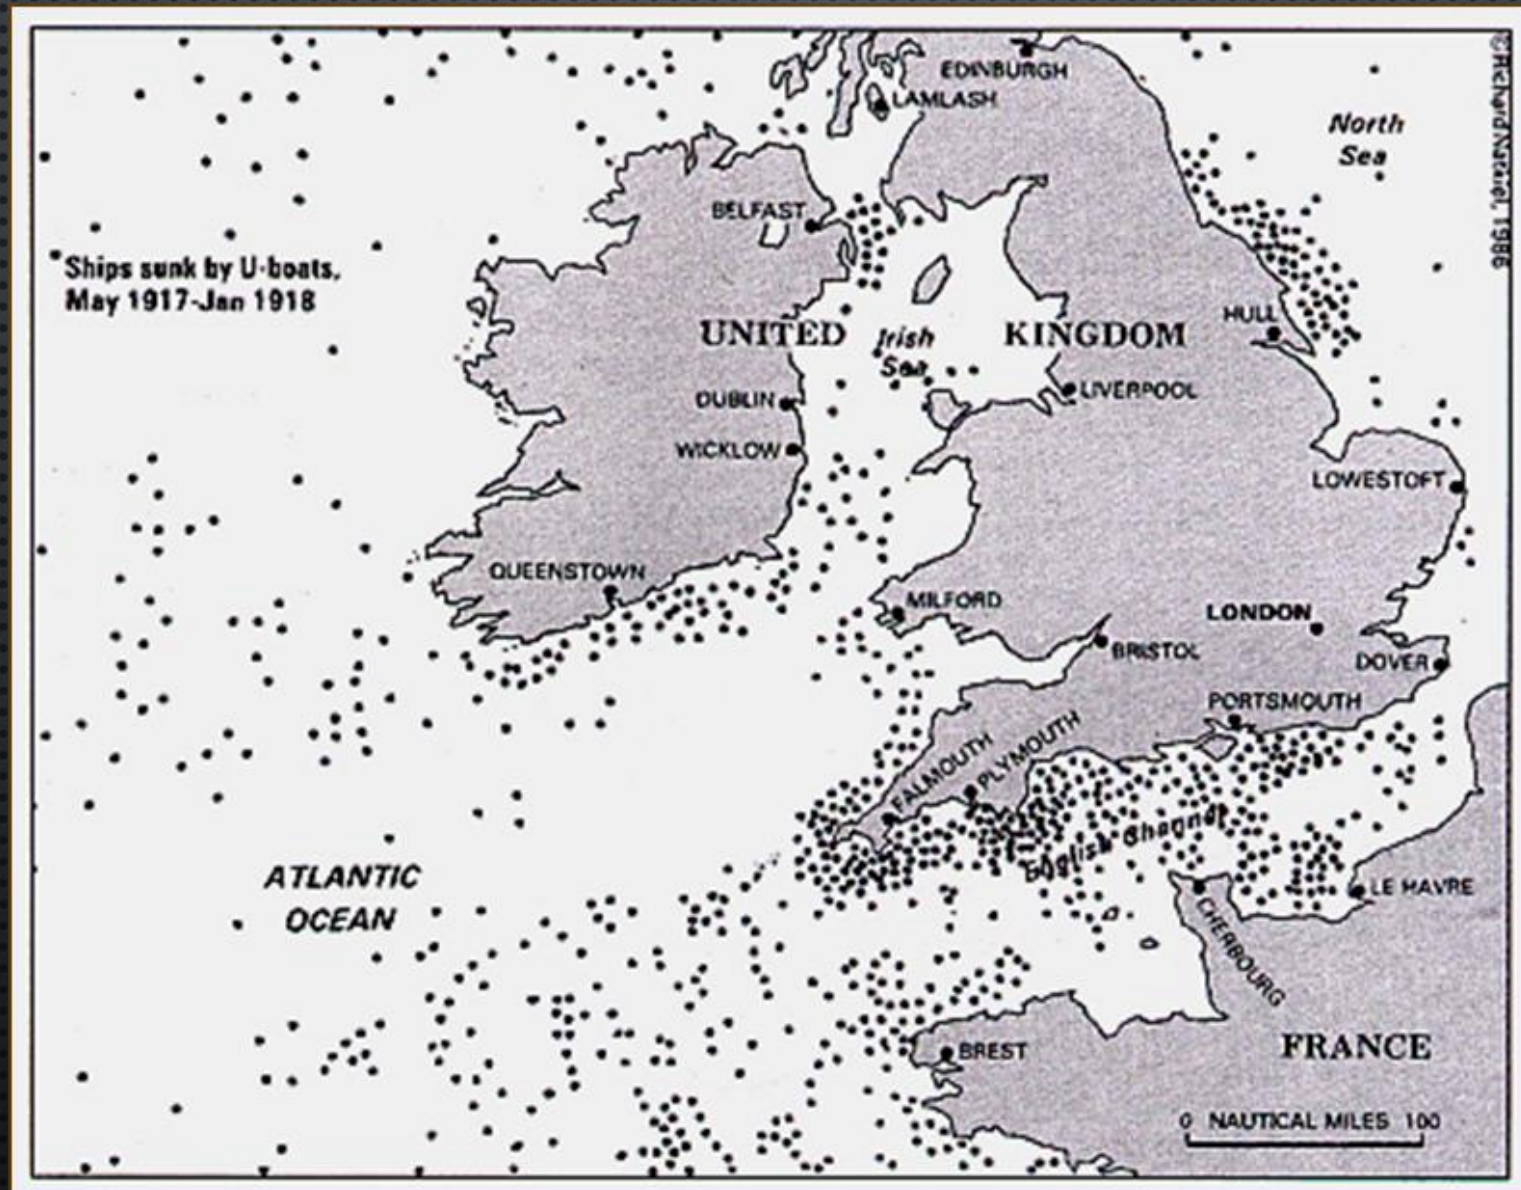 EDINBURGH
LAMLASH
North
Sea
© Richard Natkiel, 1986
BELFAST
Ships sunk by U-boats,
May 1917-Jan 1918
HULL
UNITED KINGDOM
Irish
Sea
DUBLIN
LIVERPOOL
WICKLOW
LOWESTOFT
QUEENSTOWN
MILFORD
LONDON
BRISTOL
DOVER
PORTSMOUTH
FALMOUTH
PLYMOUTH
English Channel
ATLANTIC
OCEAN
LE HAVRE
CHERBOURG
BREST
FRANCE
0 NAUTICAL MILES 100